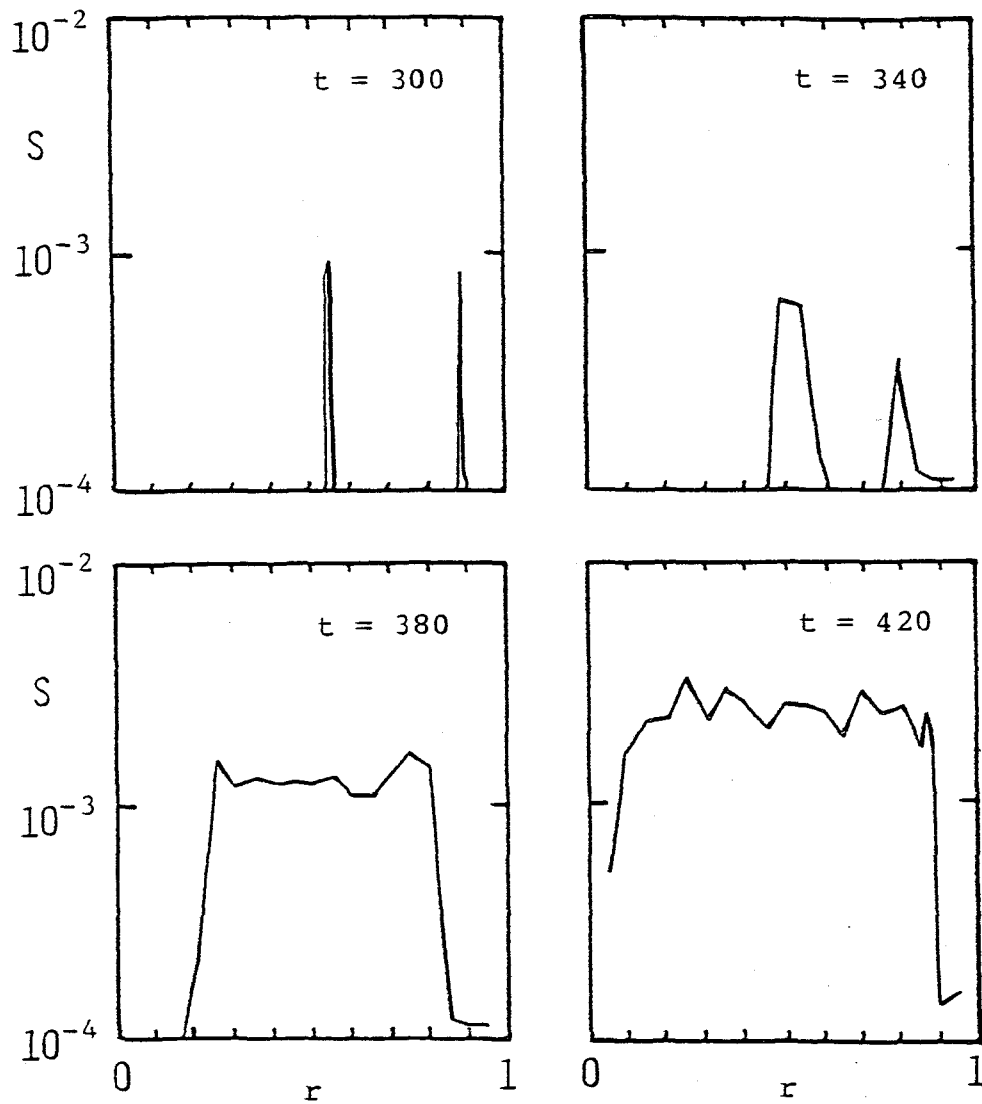 10⁻²
t = 300
t = 340
S
10⁻³
10⁻⁴
10⁻²
t = 380
t = 420
S
10⁻³
10⁻⁴
0 r 1 0 r 1